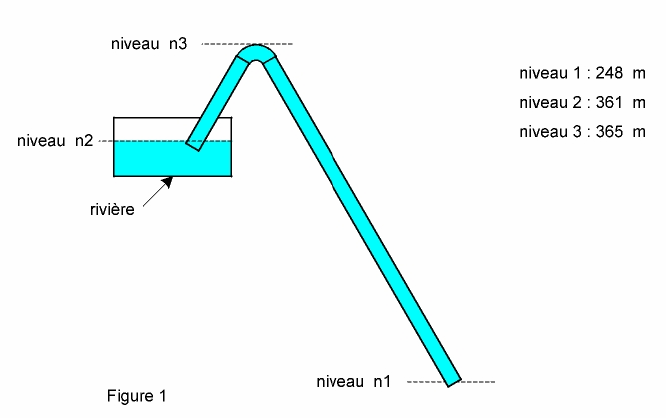 niveau n3
niveau 1 : 248 m
niveau 2 : 361 m
niveau 3 : 365 m
niveau n2
rivière
niveau n1
Figure 1